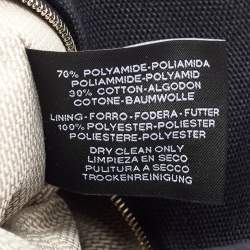 70% POLYAMIDE-POLIAMIDA
POLIAMMIDE-POLYAMID
30% COTTON-ALGODON
COTONE-BAUMWOLLE
LINING-FORRO-FODERA-FUTTER
100% POLYESTER-POLIESTER
POLIESTERE-POLYESTER
DRY CLEAN ONLY
LIMPIEZA EN SECO
PULITURA A SECCO
TROCKENREINIGUNG